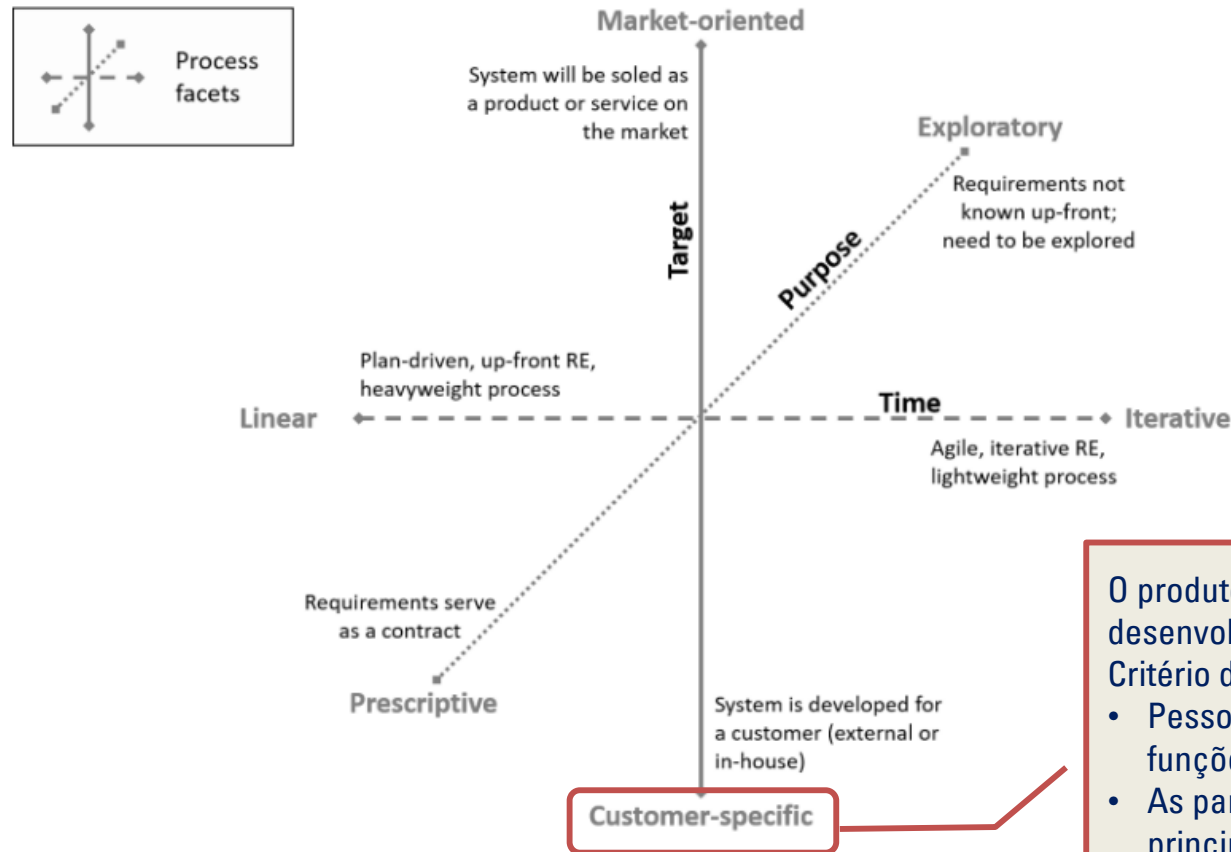 Process
facets
Market-oriented
System will be soled as
a product or service on
the market
Exploratory
Requirements not
known up-front;
need to be explored
Target
Purpose
Plan-driven, up-front RE,
heavyweight process
Linear
Time
Iterative
Agile, iterative RE,
lightweight process
Requirements serve
as a contract
Prescriptive
System is developed for
a customer (external or
in-house)
Customer-specific
O produt
desenvol
Critério d
• Pesso
funçõ
• As par
princi